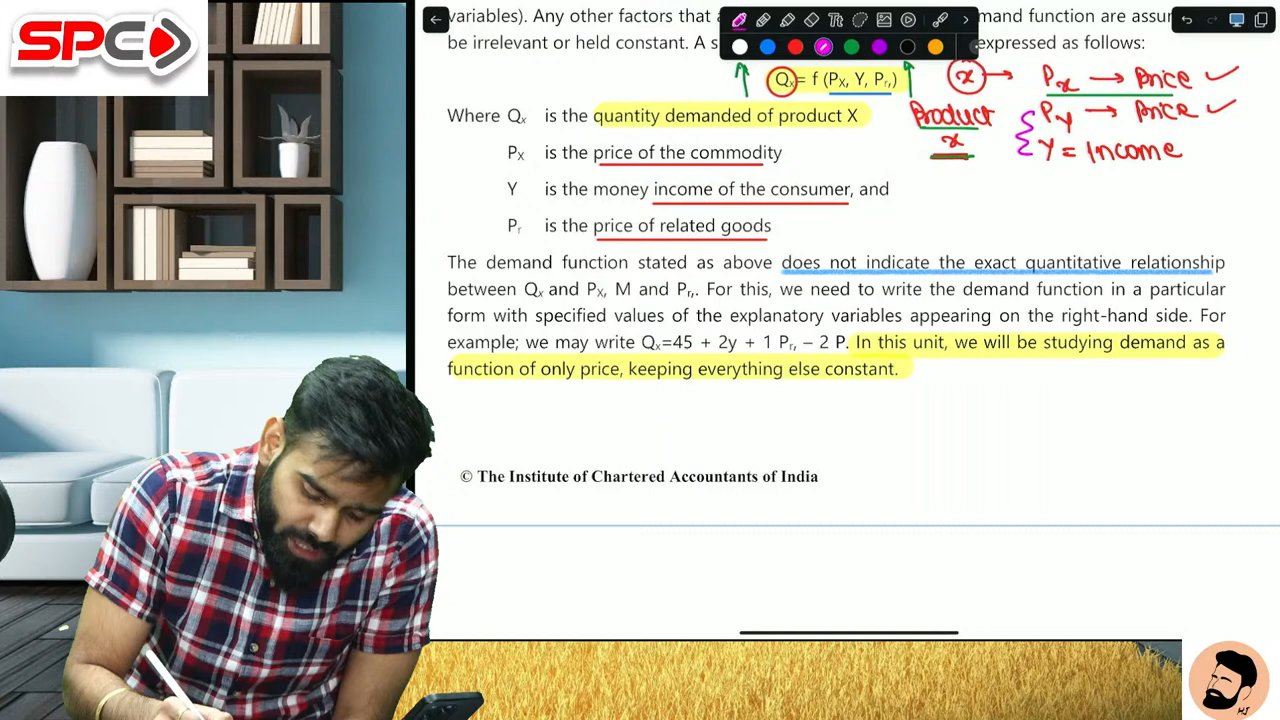 SPC
variables). Any other factors that a
mand function are assu
be irrelevant or held constant. A s
expressed as follows:
Qx = f (PX, Y, Pr,)
x → Px → Price ✓
Product
x
Py → Price ✓
Y = Income
Where Qx is the quantity demanded of product X
PX is the price of the commodity
Y is the money income of the consumer, and
Pr is the price of related goods
The demand function stated as above does not indicate the exact quantitative relationship
between Qx and PX, M and Pr,. For this, we need to write the demand function in a particular
form with specified values of the explanatory variables appearing on the right-hand side. For
example; we may write Qx=45 + 2y + 1 Pr, – 2 P. In this unit, we will be studying demand as a
function of only price, keeping everything else constant.
© The Institute of Chartered Accountants of India
HJ